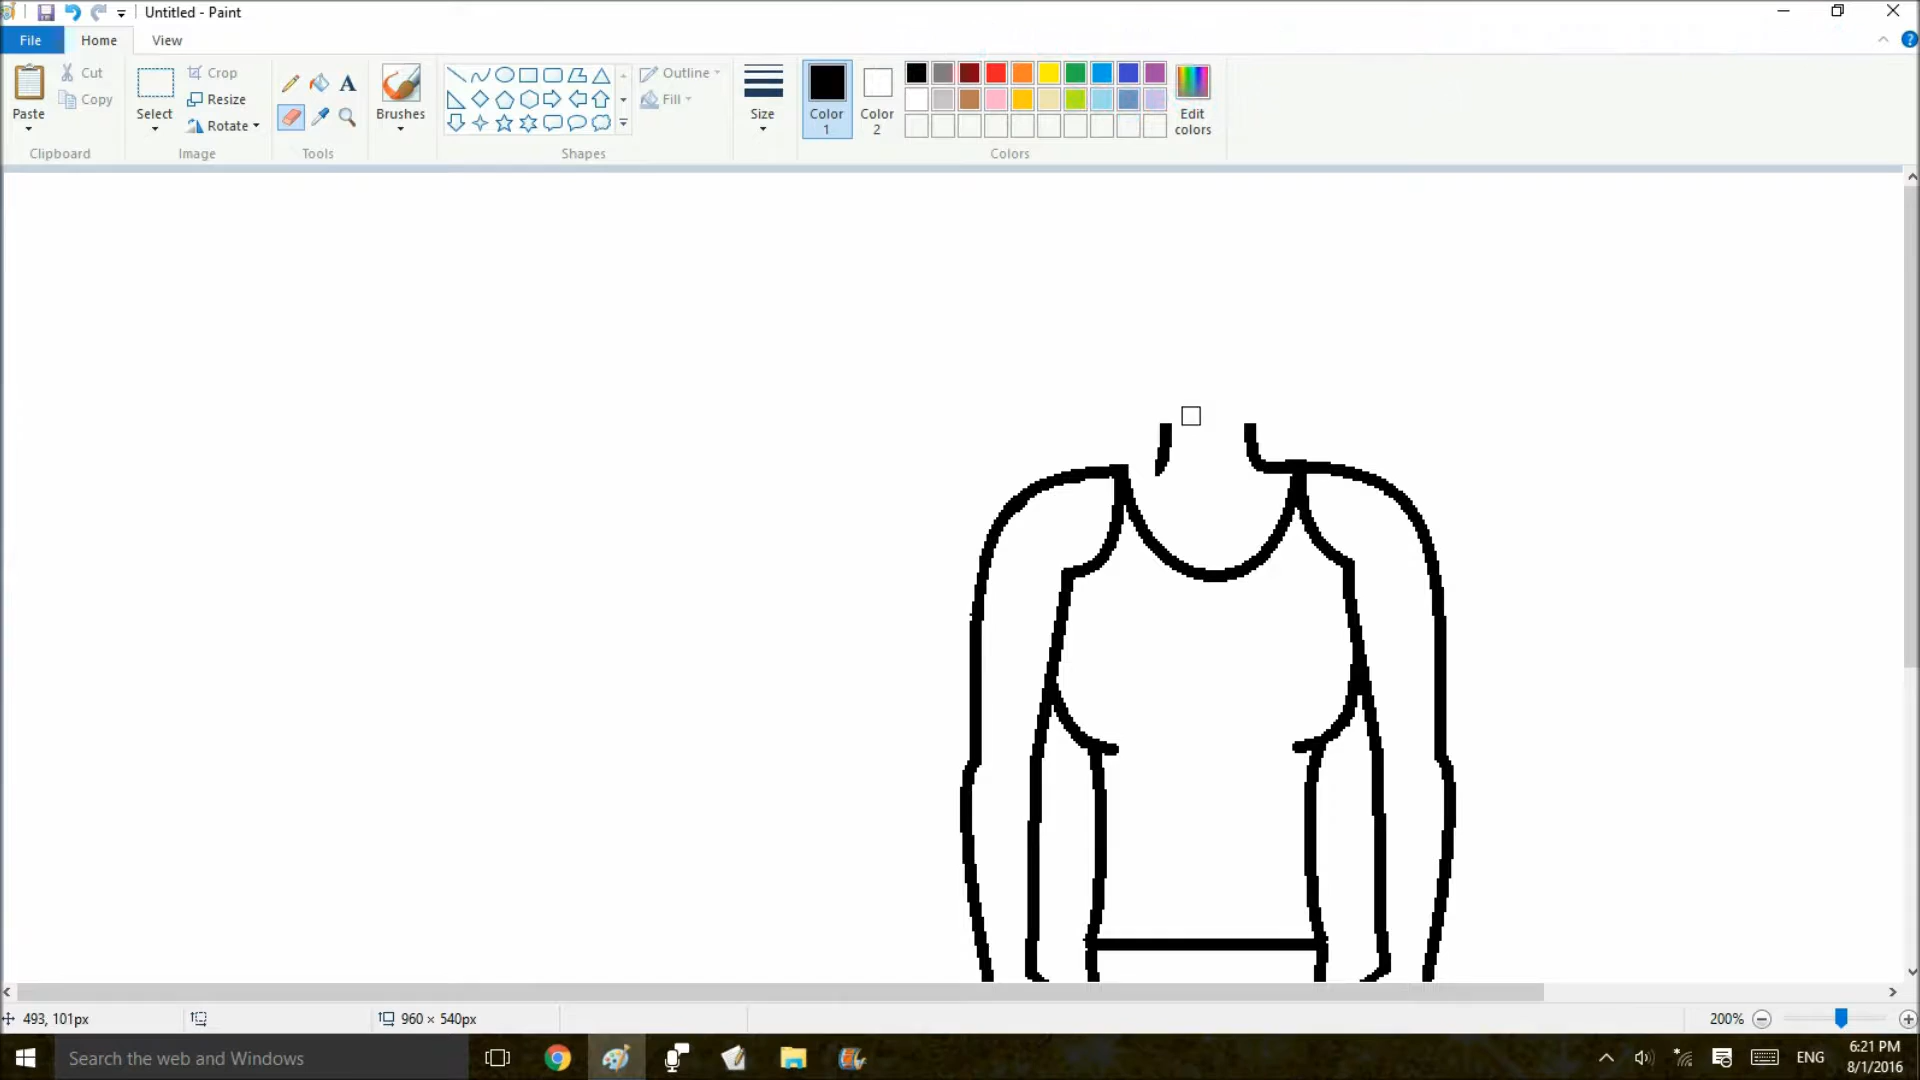 Untitled - Paint
File Home View
Paste
Cut
Copy
Clipboard
Select
Crop
Resize
Rotate
Image
A
Tools
Brushes
Shapes
Outline
Fill
Size
Color 1
Color 2
Edit colors
Colors
493, 101px
960 × 540px
200%
Search the web and Windows
ENG
6:21 PM
8/1/2016